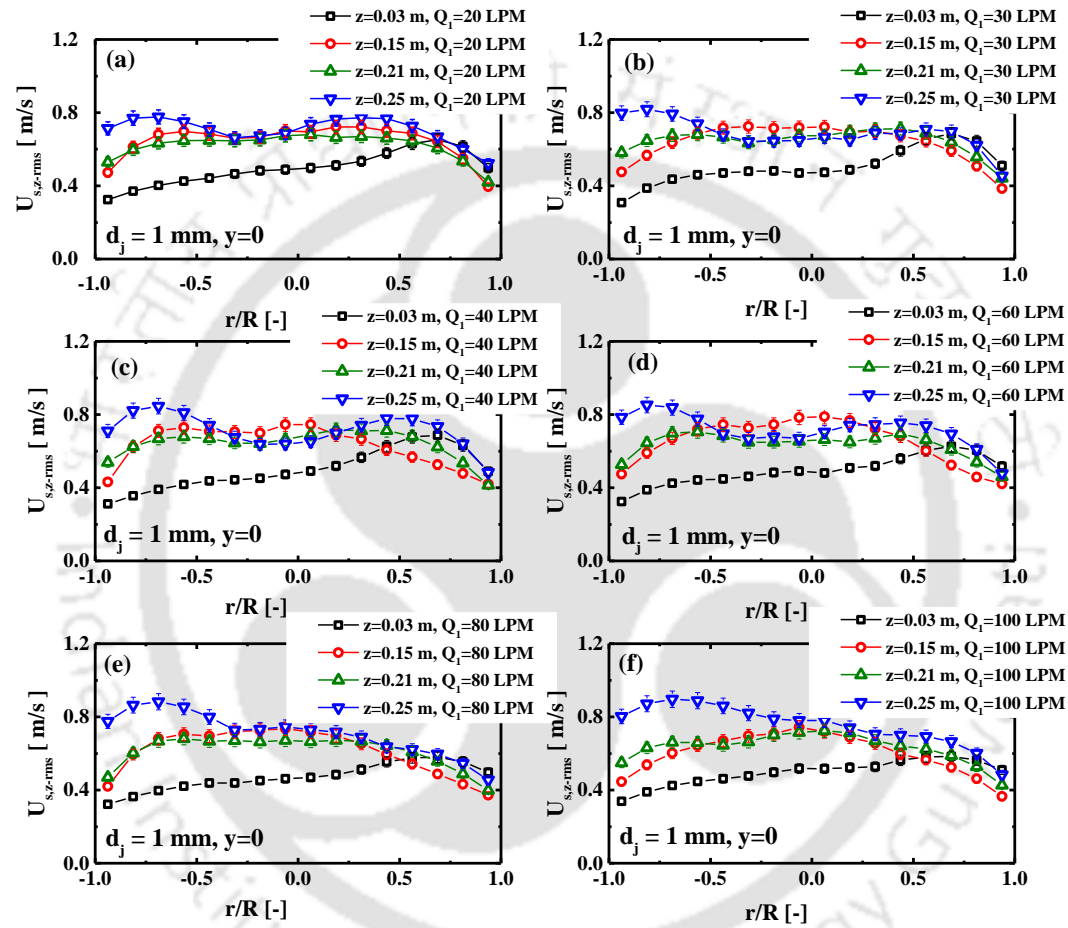 z=0.03 m, Q1=20 LPM
z=0.15 m, Q1=20 LPM
z=0.21 m, Q1=20 LPM
z=0.25 m, Q1=20 LPM
(a)
1.2
0.8
0.4
0.0
Us,z-rms [ m/s ]
dj = 1 mm, y=0
-1.0 -0.5 0.0 0.5 1.0
r/R [-]
z=0.03 m, Q1=30 LPM
z=0.15 m, Q1=30 LPM
z=0.21 m, Q1=30 LPM
z=0.25 m, Q1=30 LPM
(b)
1.2
0.8
0.4
0.0
Us,z-rms [ m/s ]
dj = 1 mm, y=0
-1.0 -0.5 0.0 0.5 1.0
r/R [-]
z=0.03 m, Q1=40 LPM
z=0.15 m, Q1=40 LPM
z=0.21 m, Q1=40 LPM
z=0.25 m, Q1=40 LPM
(c)
1.2
0.8
0.4
0.0
Us,z-rms [ m/s ]
dj = 1 mm, y=0
-1.0 -0.5 0.0 0.5 1.0
r/R [-]
z=0.03 m, Q1=60 LPM
z=0.15 m, Q1=60 LPM
z=0.21 m, Q1=60 LPM
z=0.25 m, Q1=60 LPM
(d)
1.2
0.8
0.4
0.0
Us,z-rms [ m/s ]
dj = 1 mm, y=0
-1.0 -0.5 0.0 0.5 1.0
r/R [-]
z=0.03 m, Q1=80 LPM
z=0.15 m, Q1=80 LPM
z=0.21 m, Q1=80 LPM
z=0.25 m, Q1=80 LPM
(e)
1.2
0.8
0.4
0.0
Us,z-rms [ m/s ]
dj = 1 mm, y=0
-1.0 -0.5 0.0 0.5 1.0
r/R [-]
z=0.03 m, Q1=100 LPM
z=0.15 m, Q1=100 LPM
z=0.21 m, Q1=100 LPM
z=0.25 m, Q1=100 LPM
(f)
1.2
0.8
0.4
0.0
Us,z-rms [ m/s ]
dj = 1 mm, y=0
-1.0 -0.5 0.0 0.5 1.0
r/R [-]